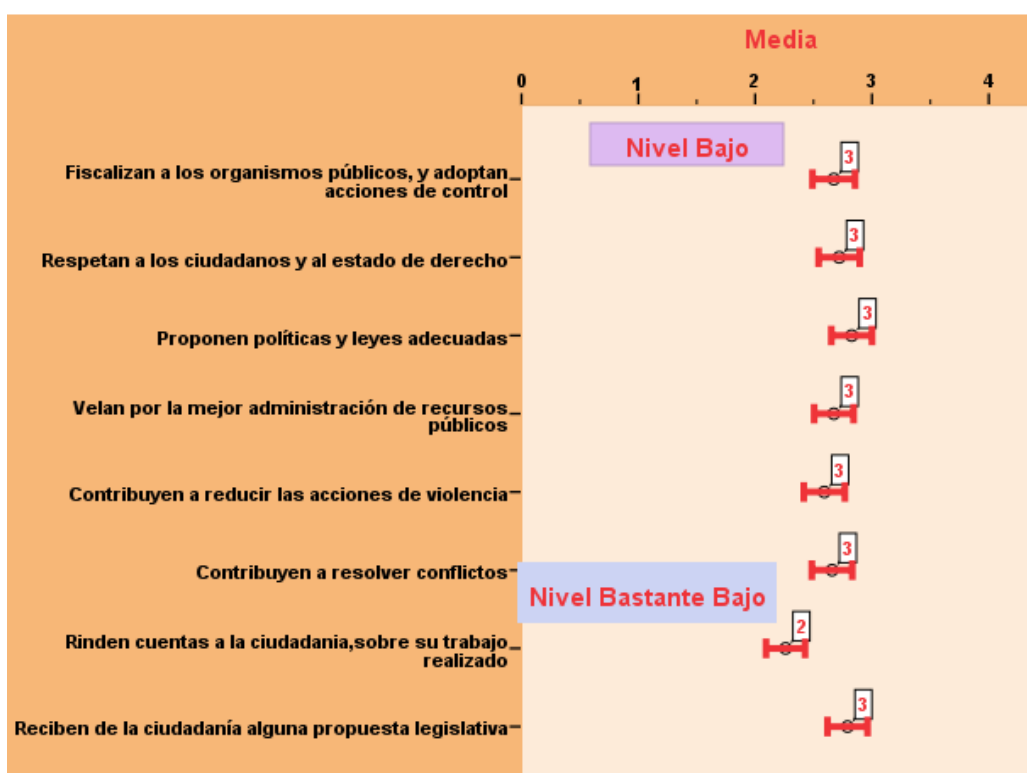 Media
0 1 2 3 4
Nivel Bajo
3
Fiscalizan a los organismos públicos, y adoptan
acciones de control
3
Respetan a los ciudadanos y al estado de derecho
3
Proponen políticas y leyes adecuadas
3
Velan por la mejor administración de recursos
públicos
3
Contribuyen a reducir las acciones de violencia
3
Contribuyen a resolver conflictos
Nivel Bastante Bajo
2
Rinden cuentas a la ciudadania,sobre su trabajo
realizado
3
Reciben de la ciudadanía alguna propuesta legislativa